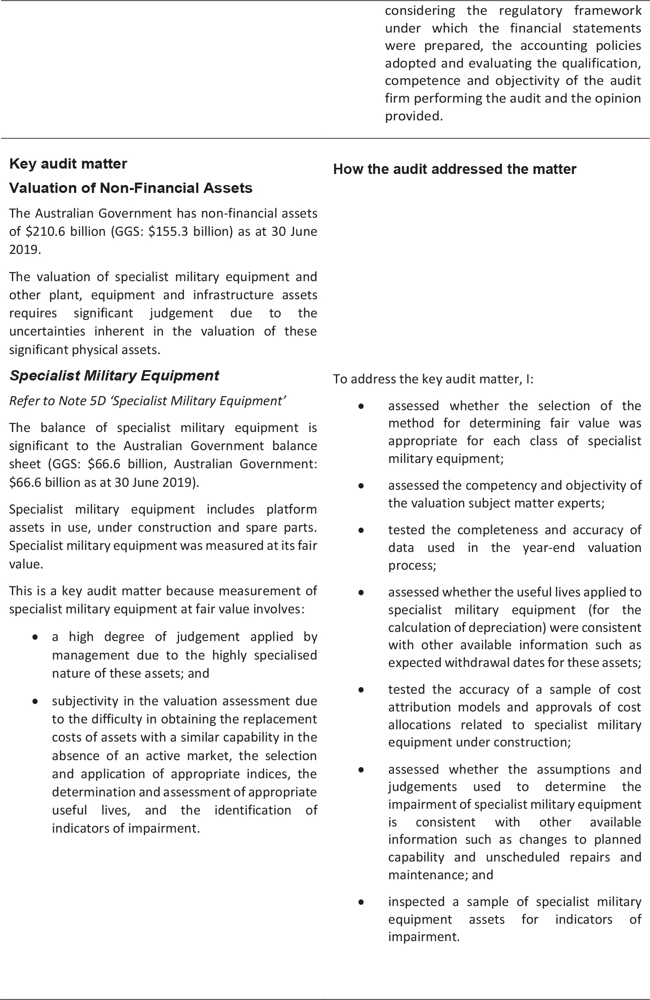 considering the regulatory framework
under which the financial statements
were prepared, the accounting policies
adopted and evaluating the qualification,
competence and objectivity of the audit
firm performing the audit and the opinion
provided.
Key audit matter
Valuation of Non-Financial Assets
The Australian Government has non-financial assets
of $210.6 billion (GGS: $155.3 billion) as at 30 June
2019.
The valuation of specialist military equipment and
other plant, equipment and infrastructure assets
requires significant judgement due to the
uncertainties inherent in the valuation of these
significant physical assets.
Specialist Military Equipment
Refer to Note 5D ‘Specialist Military Equipment’
The balance of specialist military equipment is
significant to the Australian Government balance
sheet (GGS: $66.6 billion, Australian Government:
$66.6 billion as at 30 June 2019).
Specialist military equipment includes platform
assets in use, under construction and spare parts.
Specialist military equipment was measured at its fair
value.
This is a key audit matter because measurement of
specialist military equipment at fair value involves:
• a high degree of judgement applied by
management due to the highly specialised
nature of these assets; and
• subjectivity in the valuation assessment due
to the difficulty in obtaining the replacement
costs of assets with a similar capability in the
absence of an active market, the selection
and application of appropriate indices, the
determination and assessment of appropriate
useful lives, and the identification of
indicators of impairment.
How the audit addressed the matter
To address the key audit matter, I:
• assessed whether the selection of the
method for determining fair value was
appropriate for each class of specialist
military equipment;
• assessed the competency and objectivity of
the valuation subject matter experts;
• tested the completeness and accuracy of
data used in the year-end valuation
process;
• assessed whether the useful lives applied to
specialist military equipment (for the
calculation of depreciation) were consistent
with other available information such as
expected withdrawal dates for these assets;
• tested the accuracy of a sample of cost
attribution models and approvals of cost
allocations related to specialist military
equipment under construction;
• assessed whether the assumptions and
judgements used to determine the
impairment of specialist military equipment
is consistent with other available
information such as changes to planned
capability and unscheduled repairs and
maintenance; and
• inspected a sample of specialist military
equipment assets for indicators of
impairment.